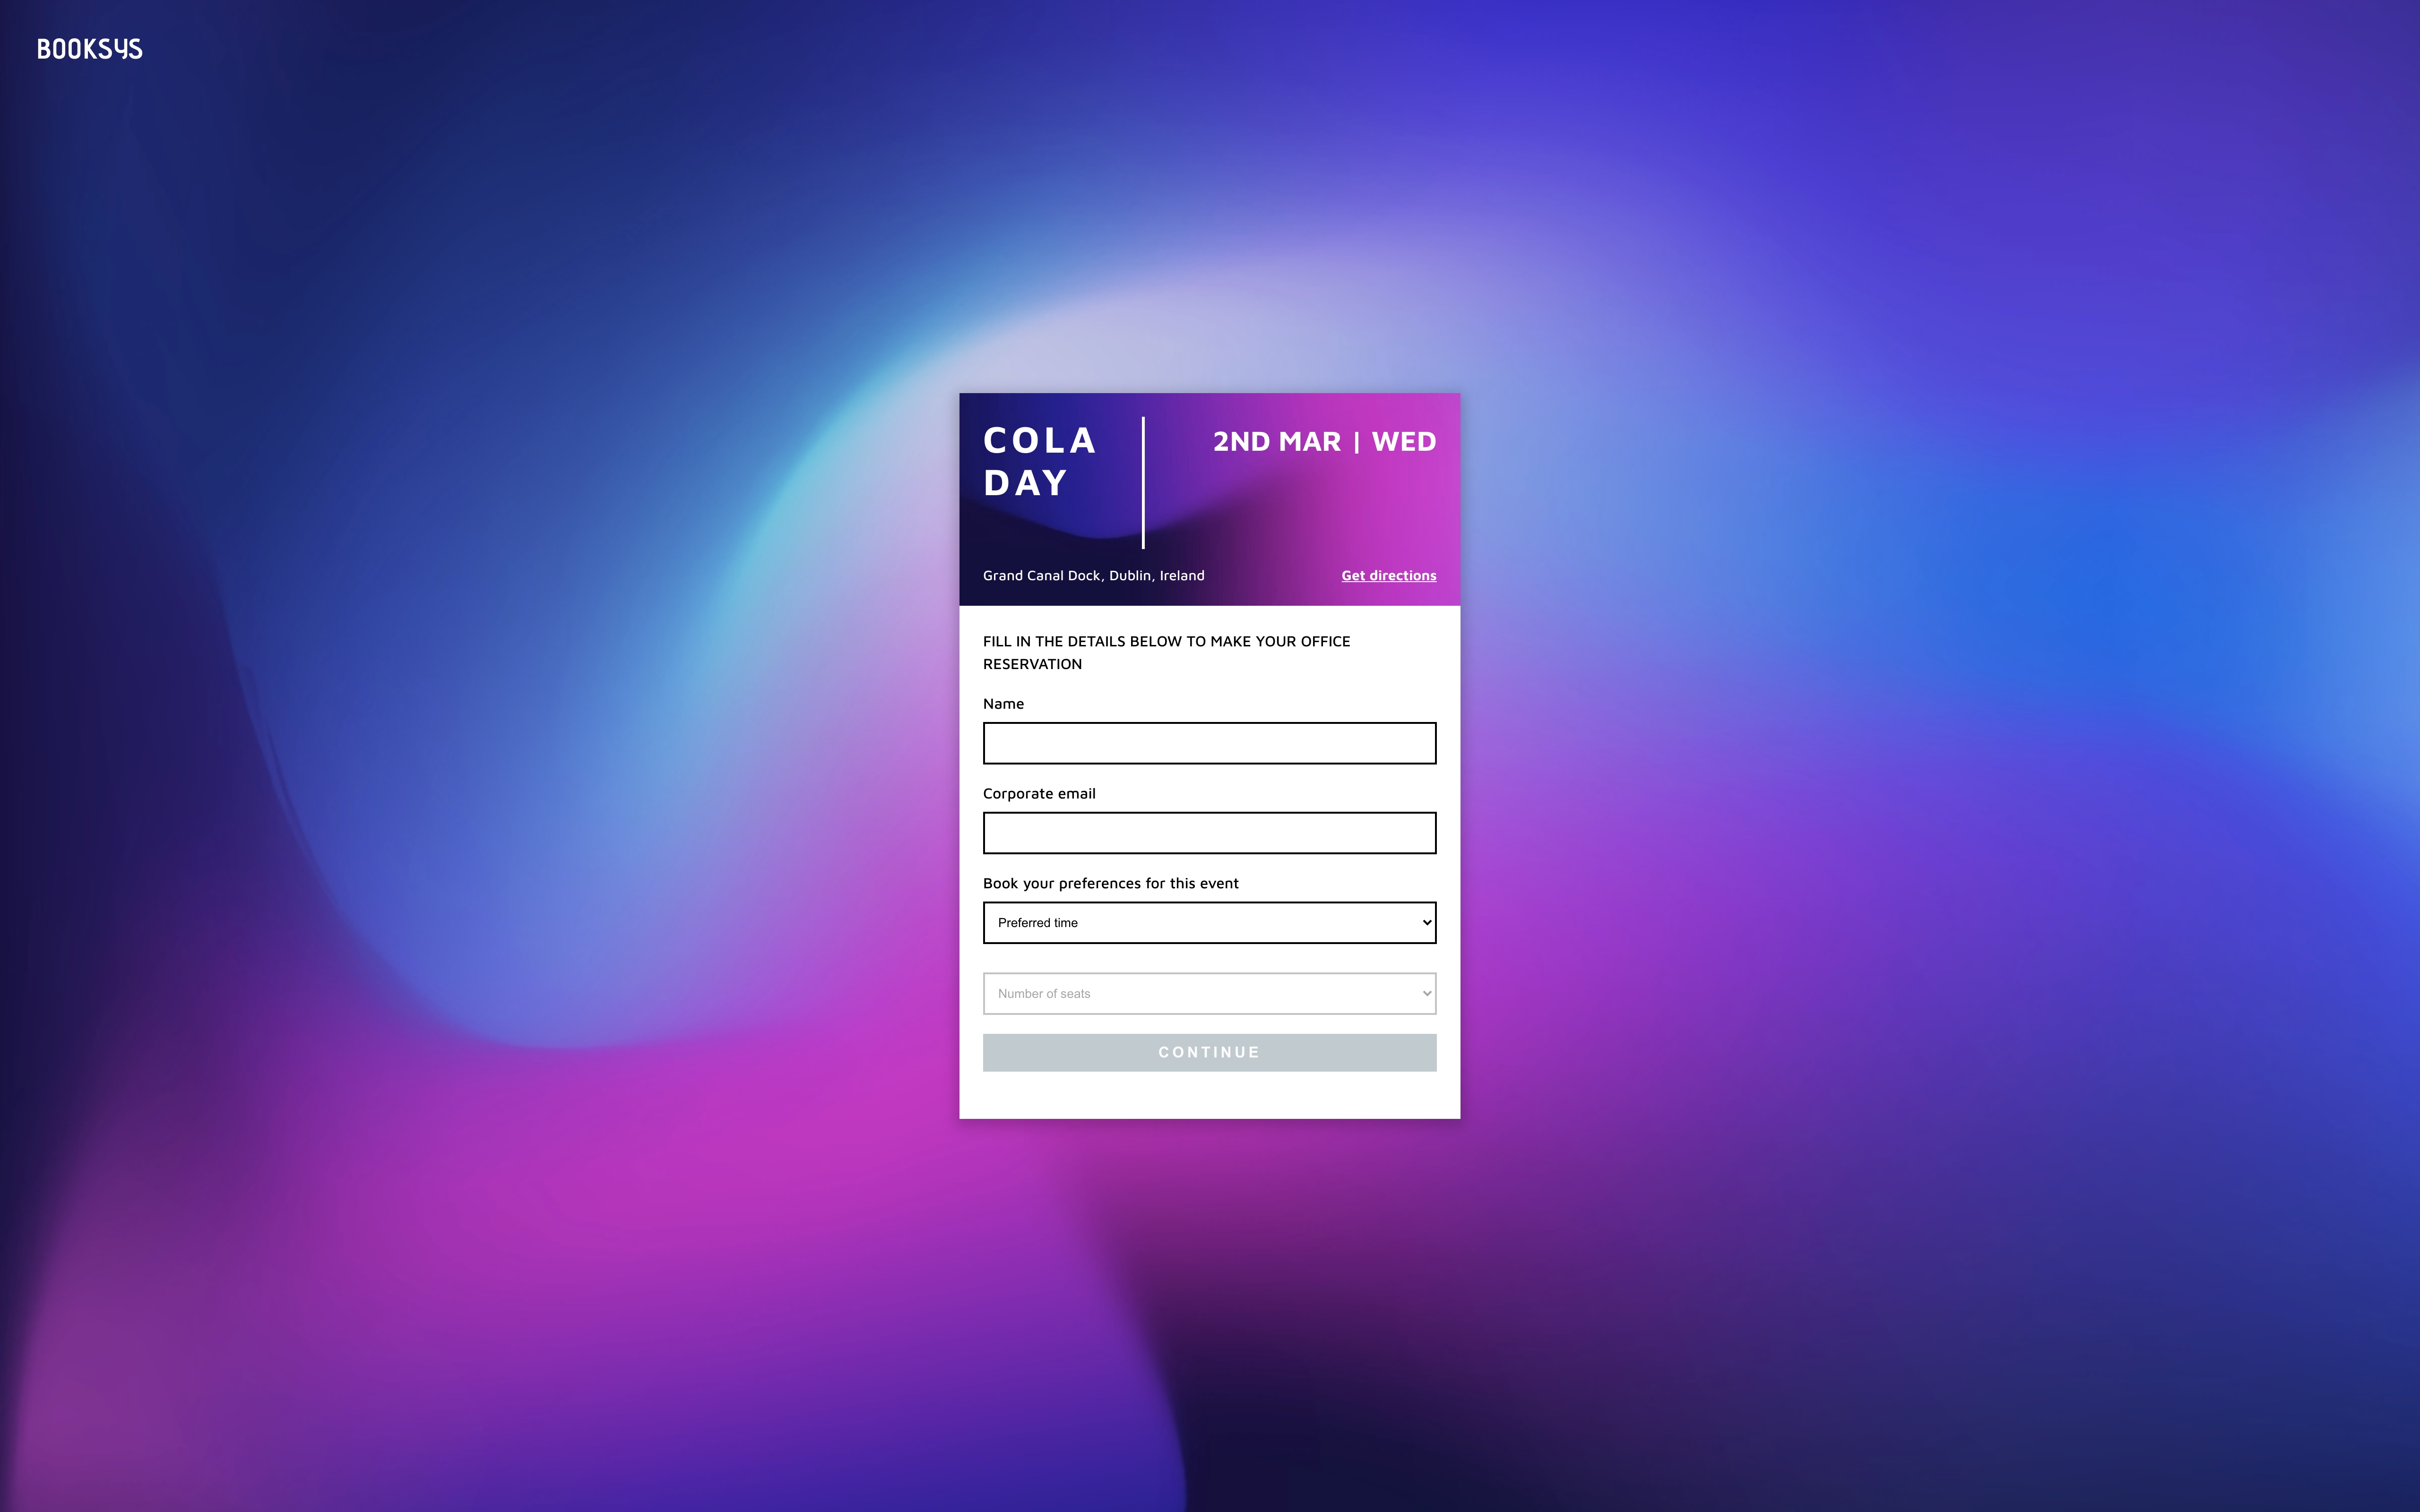 BOOKSYS
COLA
DAY
2ND MAR | WED
Grand Canal Dock, Dublin, Ireland
Get directions
FILL IN THE DETAILS BELOW TO MAKE YOUR OFFICE
RESERVATION
Name
Corporate email
Book your preferences for this event
Preferred time
Number of seats
CONTINUE